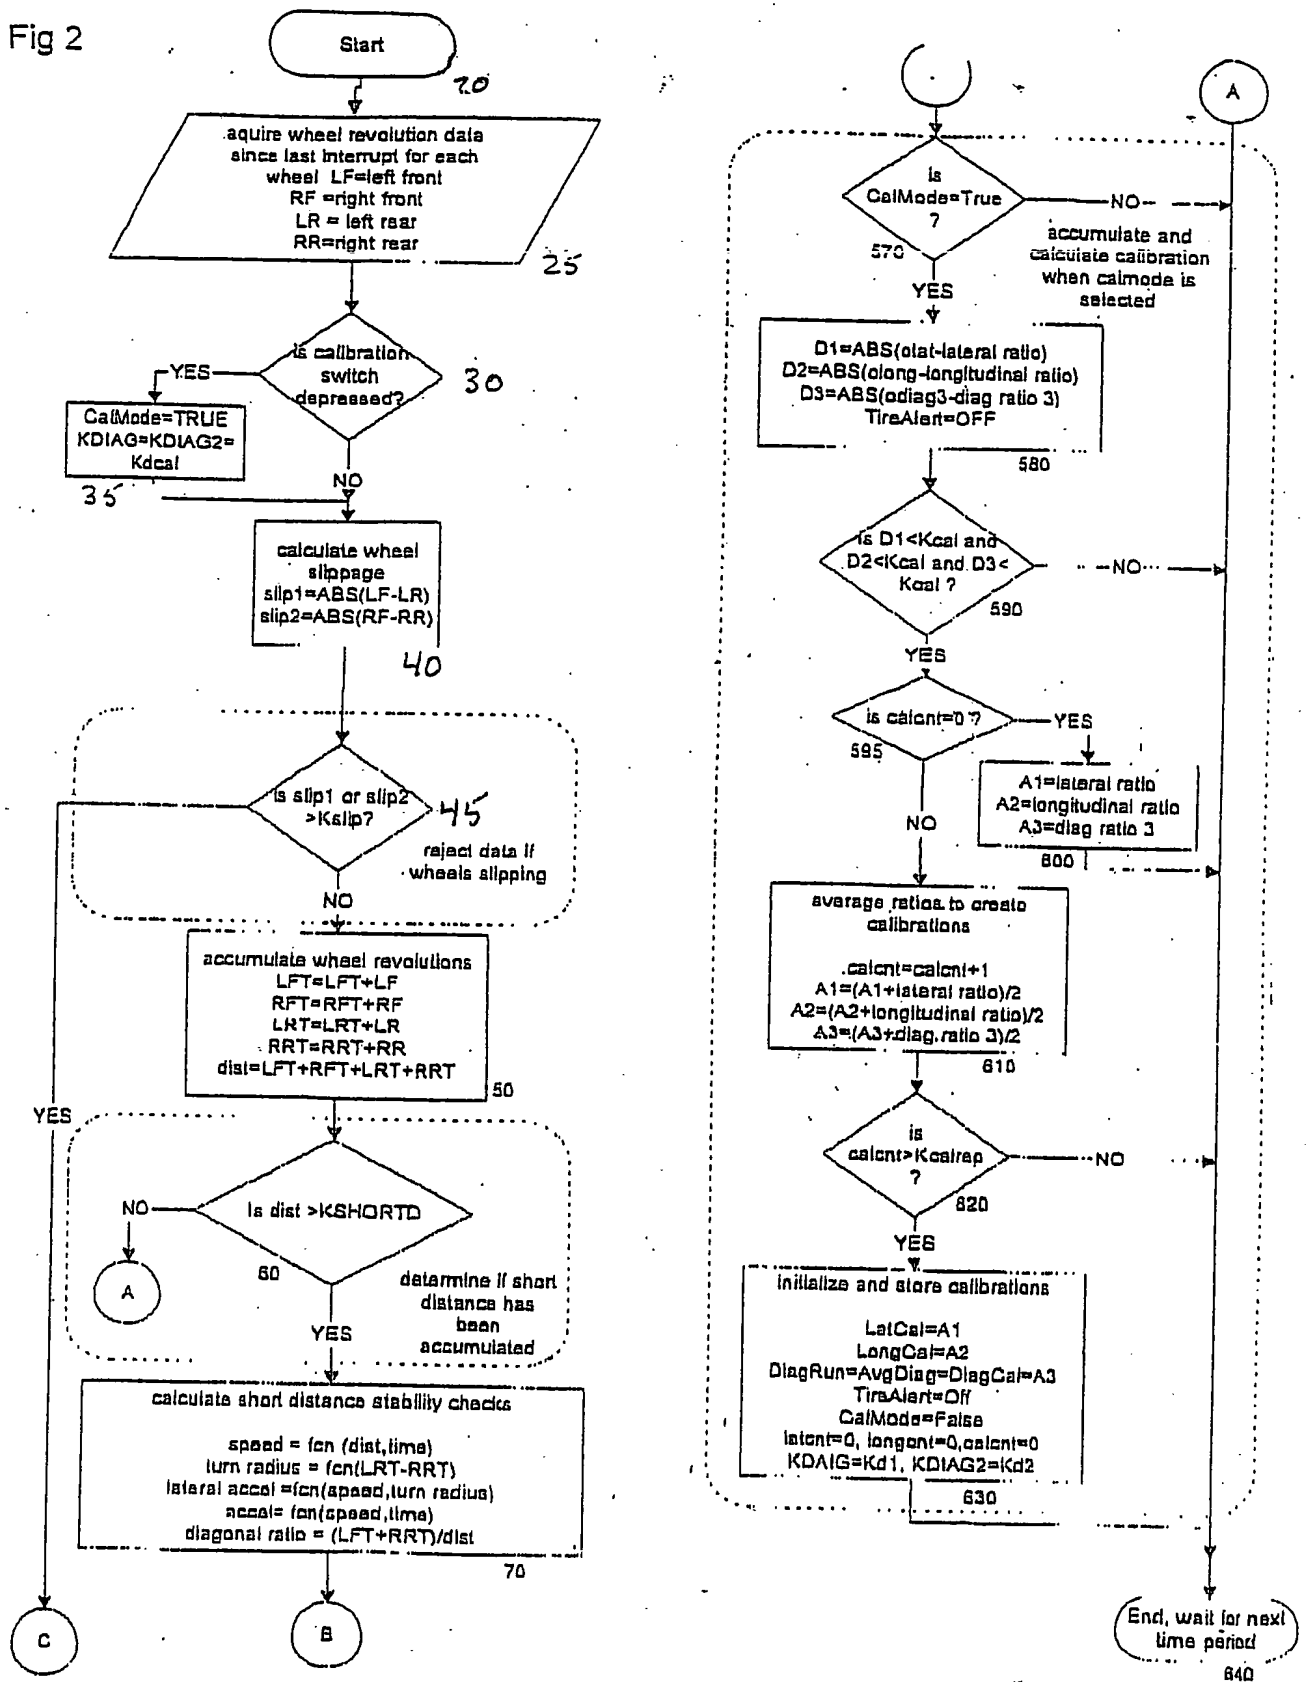 Fig 2
Start
20
aquire wheel revolution data
since last interrupt for each
wheel LF=left front
RF =right front
LR = left rear
RR=right rear
25
is calibration
switch
depressed?
30
YES
CalMode=TRUE
KDIAG=KDIAG2=
Kdcal
35
NO
calculate wheel
slippage
slip1=ABS(LF-LR)
slip2=ABS(RF-RR)
40
is slip1 or slip2
>Kslip?
45
reject data if
wheels slipping
NO
accumulate wheel revolutions
LFT=LFT+LF
RFT=RFT+RF
LRT=LRT+LR
RRT=RRT+RR
dist=LFT+RFT+LRT+RRT
50
YES
Is dist >KSHORTD
NO
A
60
determine if short
distance has
been
accumulated
YES
calculate short distance stability checks
speed = fcn (dist,time)
turn radius = fcn(LRT-RRT)
lateral accel =fcn(speed,turn radius)
accel= fcn(speed,time)
diagonal ratio = (LFT+RRT)/dist
70
C
B
A
is
CalMode=True
?
570
NO
accumulate and
calculate calibration
when calmode is
selected
YES
D1=ABS(olat-lateral ratio)
D2=ABS(olong-longitudinal ratio)
D3=ABS(odiag3-diag ratio 3)
TireAlert=OFF
580
is D1<Kcal and
D2<Kcal and D3<
Kcal ?
590
NO
YES
is calcnt=0 ?
595
YES
A1=lateral ratio
A2=longitudinal ratio
A3=diag ratio 3
600
NO
average ratios to create
calibrations
calcnt=calcnt+1
A1=(A1+lateral ratio)/2
A2=(A2+longitudinal ratio)/2
A3=(A3+diag. ratio 3)/2
610
is
calcnt>Kcalrep
?
620
NO
YES
initialize and store calibrations
LatCal=A1
LongCal=A2
DiagRun=AvgDiag=DiagCal=A3
TireAlert=Off
CalMode=False
latcnt=0, longcnt=0,calcnt=0
KDAIG=Kd1, KDIAG2=Kd2
630
End, wait for next
time period
640